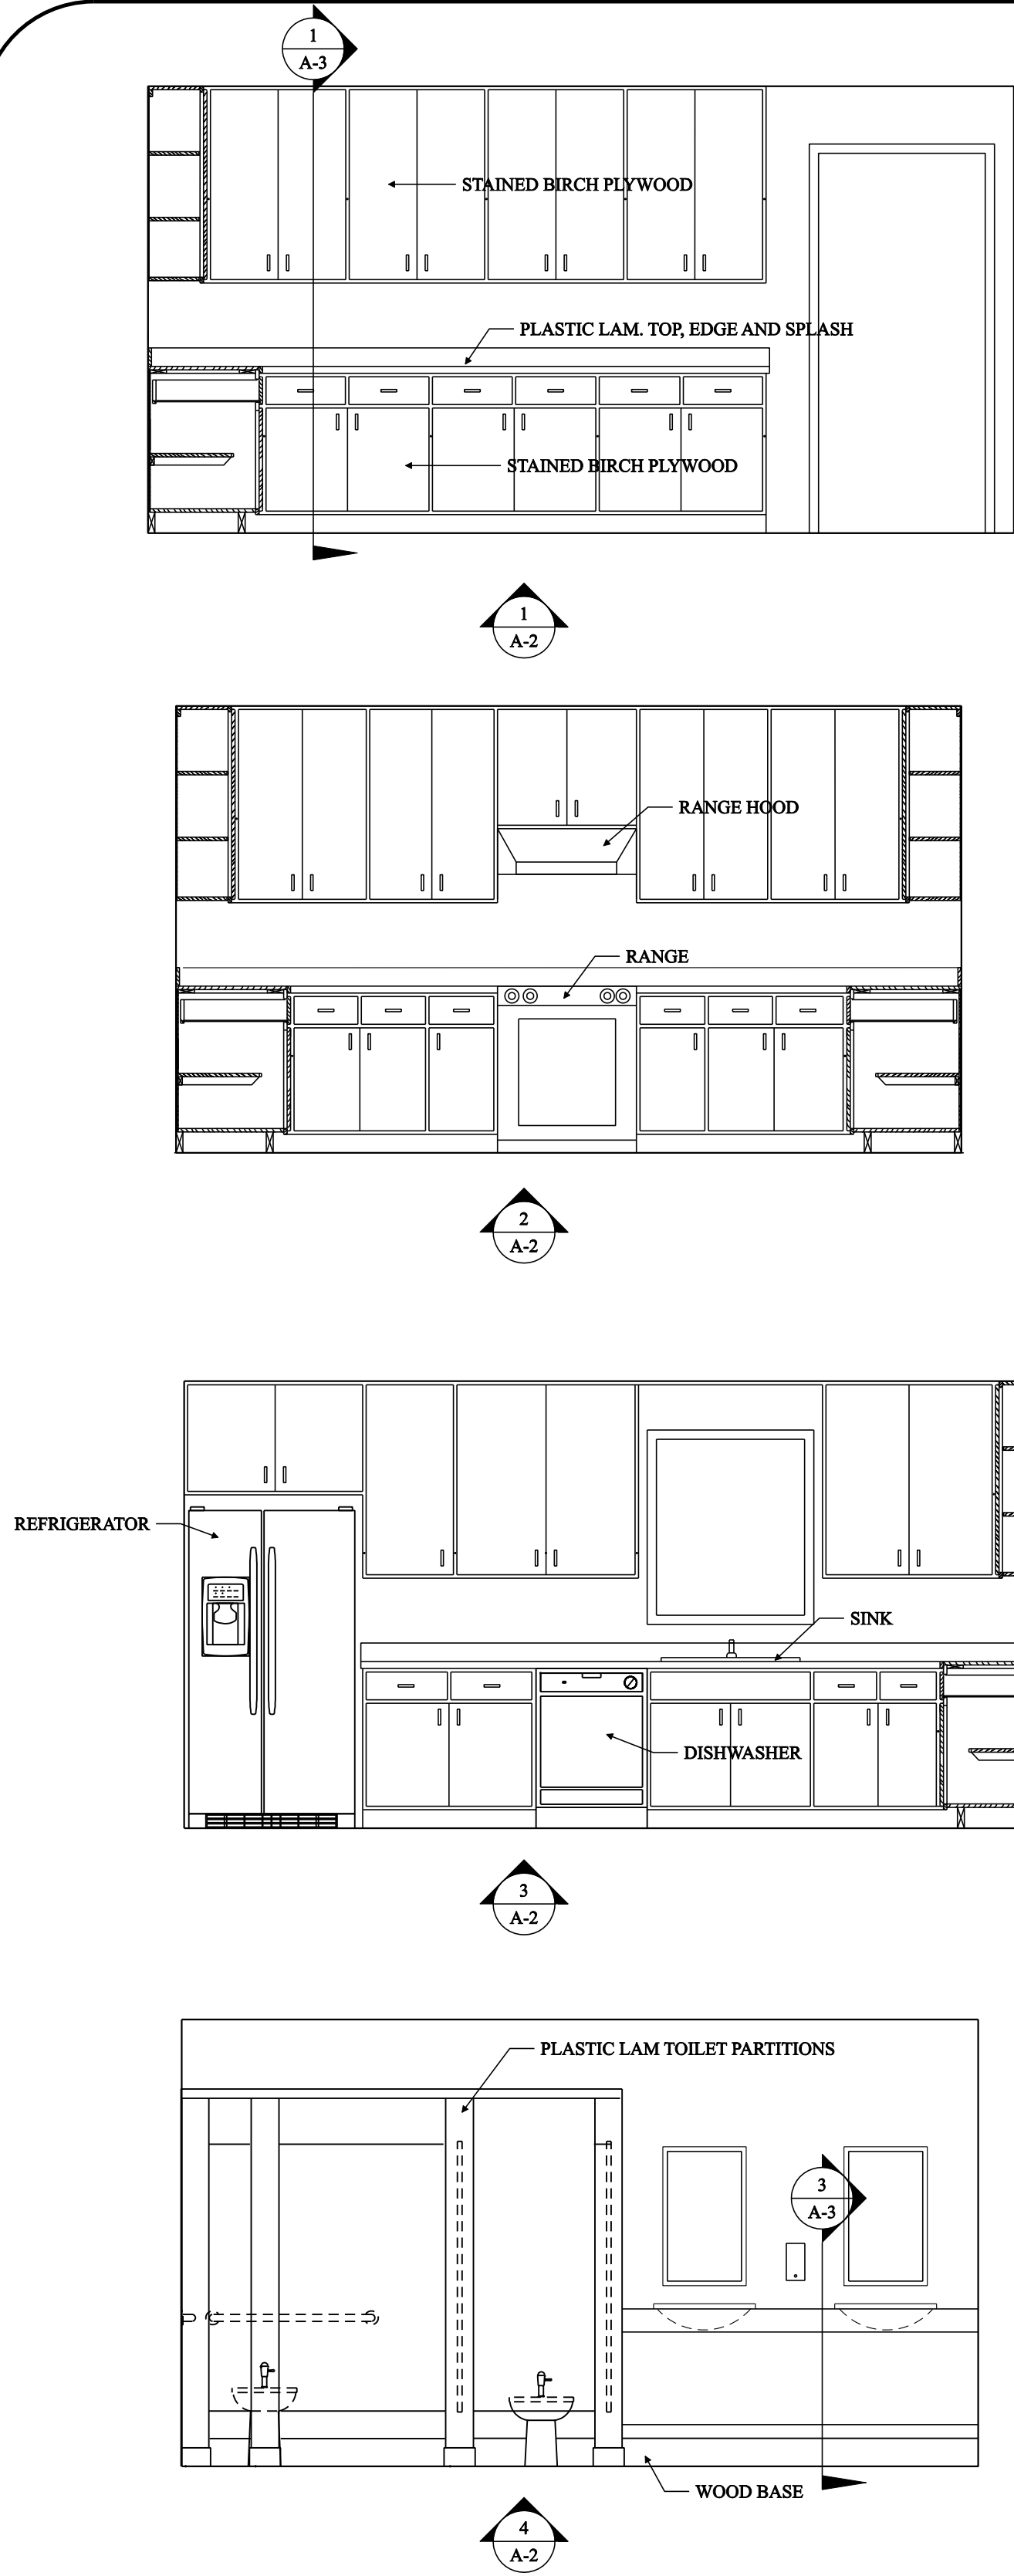 1
A-3
STAINED BIRCH PLYWOOD
PLASTIC LAM. TOP, EDGE AND SPLASH
STAINED BIRCH PLYWOOD
1
A-2
RANGE HOOD
RANGE
2
A-2
REFRIGERATOR
SINK
DISHWASHER
3
A-2
PLASTIC LAM TOILET PARTITIONS
3
A-3
WOOD BASE
4
A-2